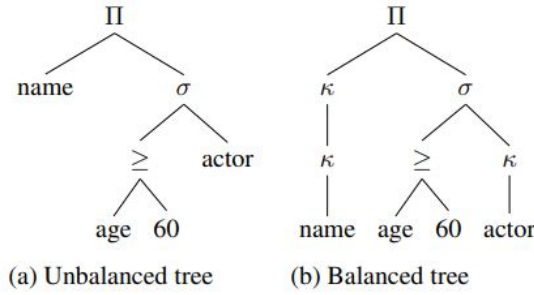 Π Π
name σ κ σ
≥ actor κ ≥ κ
age 60 name age 60 actor
(a) Unbalanced tree (b) Balanced tree